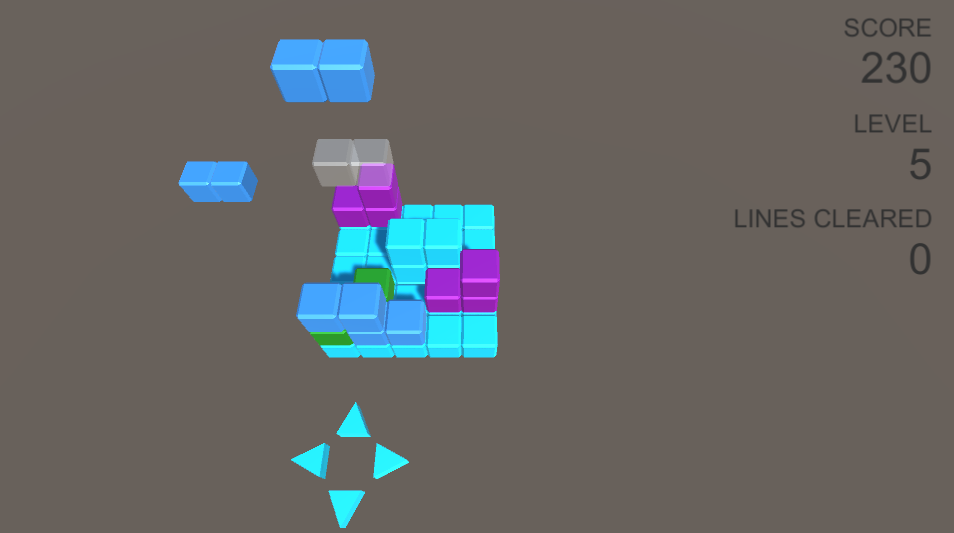 SCORE
230
LEVEL
5
LINES CLEARED
0